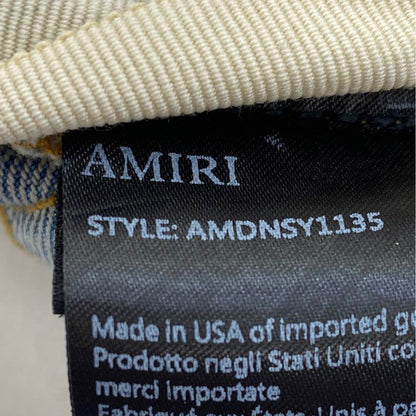 AMIRI
STYLE: AMDNSY1135
Made in USA of imported
Prodotto negli Stati Uniti
merci importate